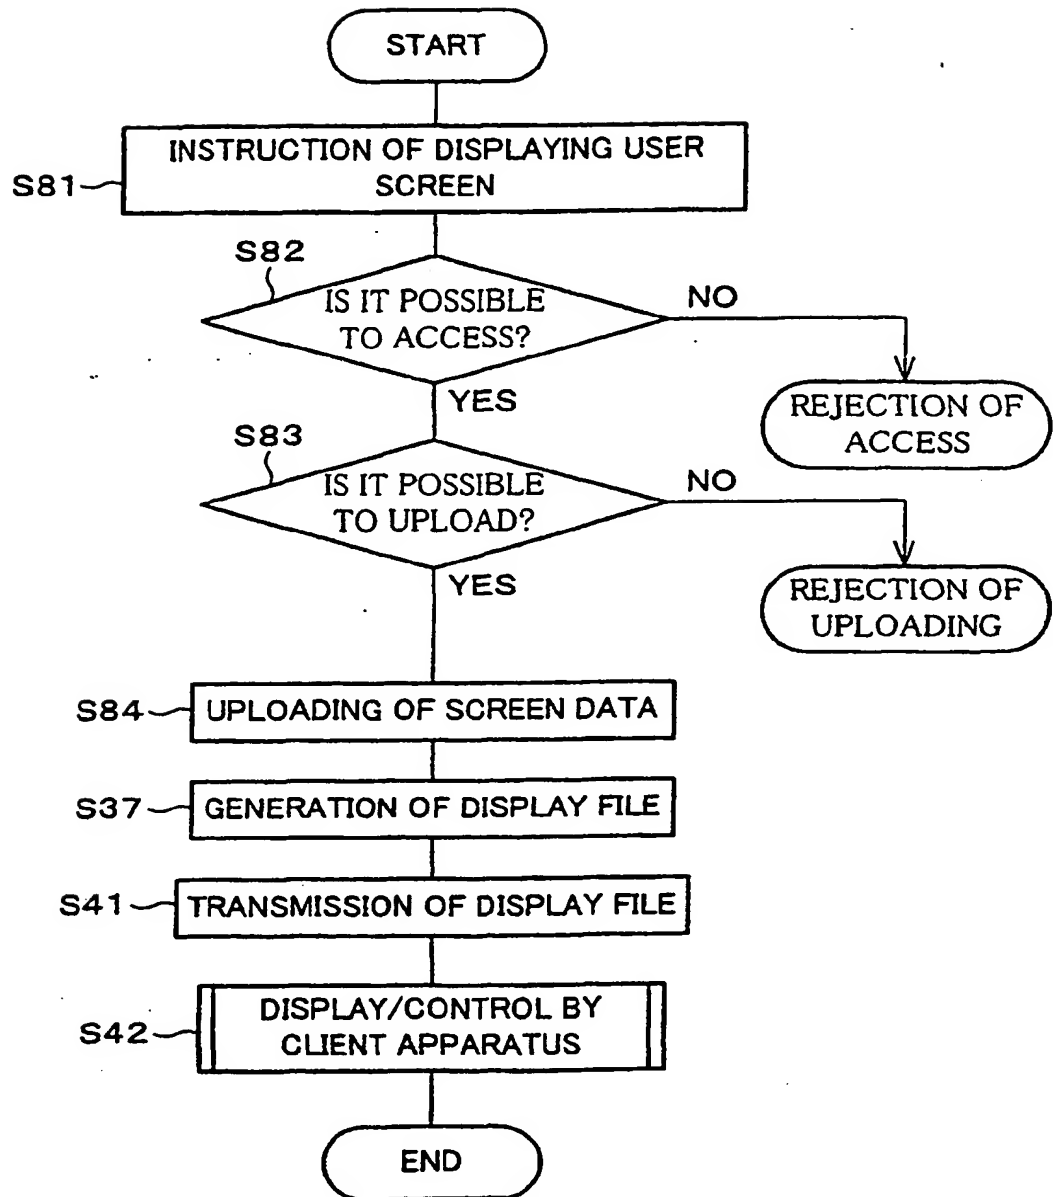 START
INSTRUCTION OF DISPLAYING USER
SCREEN
S81
S82
IS IT POSSIBLE
TO ACCESS?
NO
YES
REJECTION OF
ACCESS
S83
IS IT POSSIBLE
TO UPLOAD?
NO
YES
REJECTION OF
UPLOADING
S84
UPLOADING OF SCREEN DATA
S37
GENERATION OF DISPLAY FILE
S41
TRANSMISSION OF DISPLAY FILE
S42
DISPLAY/CONTROL BY
CLIENT APPARATUS
END